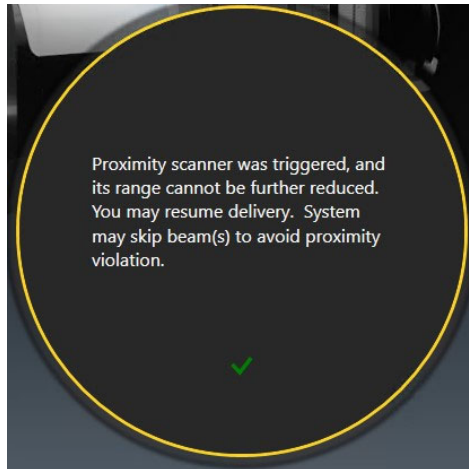 Proximity scanner was triggered, and
its range cannot be further reduced.
You may resume delivery.  System
may skip beam(s) to avoid proximity
violation.